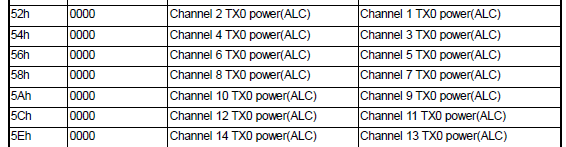 52h 0000 Channel 2 TX0 power(ALC) Channel 1 TX0 power(ALC)
54h 0000 Channel 4 TX0 power(ALC) Channel 3 TX0 power(ALC)
56h 0000 Channel 6 TX0 power(ALC) Channel 5 TX0 power(ALC)
58h 0000 Channel 8 TX0 power(ALC) Channel 7 TX0 power(ALC)
5Ah 0000 Channel 10 TX0 power(ALC) Channel 9 TX0 power(ALC)
5Ch 0000 Channel 12 TX0 power(ALC) Channel 11 TX0 power(ALC)
5Eh 0000 Channel 14 TX0 power(ALC) Channel 13 TX0 power(ALC)